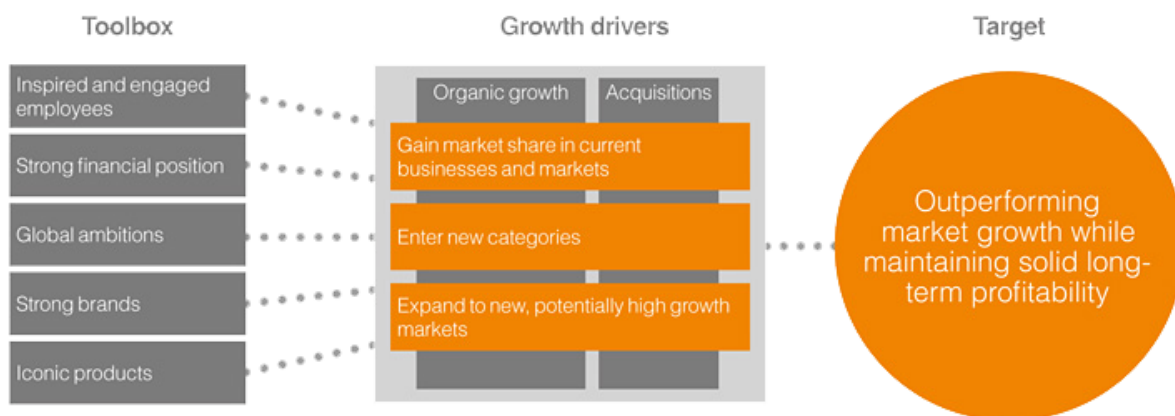 Toolbox
Inspired and engaged
employees
Strong financial position
Global ambitions
Strong brands
Iconic products
Growth drivers
Organic growth
Acquisitions
Gain market share in current
businesses and markets
Enter new categories
Expand to new, potentially high growth
markets
Target
Outperforming
market growth while
maintaining solid long-
term profitability